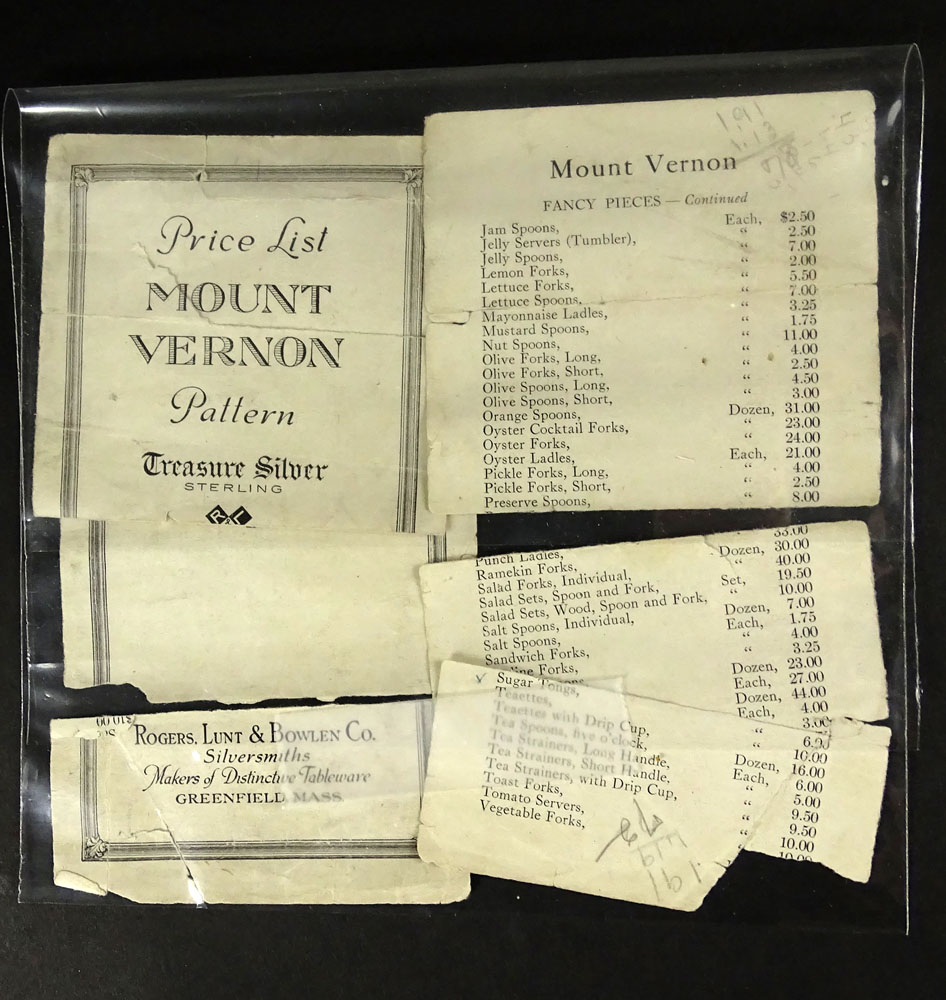 Price List
MOUNT
VERNON
Pattern
Treasure Silver
STERLING
R & L
ROGERS, LUNT & BOWLEN CO.
Silversmiths
Makers of Distinctive Tableware
GREENFIELD MASS
Mount Vernon
FANCY PIECES — Continued
Jam Spoons, Each, $2.50
Jelly Servers (Tumbler), “ 2.50
Jelly Spoons, “ 7.00
Lemon Forks, “ 2.00
Lettuce Forks, “ 5.50
Lettuce Spoons, “ 7.00
Mayonnaise Ladles, “ 3.25
Mustard Spoons, “ 1.75
Nut Spoons, “ 11.00
Olive Forks, Long, “ 4.00
Olive Forks, Short, “ 2.50
Olive Spoons, Long, “ 4.50
Olive Spoons, Short, “ 3.00
Orange Spoons, Dozen, 31.00
Oyster Cocktail Forks, “ 23.00
Oyster Forks, “ 24.00
Oyster Ladles, Each, 21.00
Pickle Forks, Long, “ 4.00
Pickle Forks, Short, “ 2.50
Preserve Spoons, “ 8.00
Punch Ladles, 33.00
Ramekin Forks, Dozen, 30.00
Salad Forks, Individual, “ 40.00
Salad Sets, Spoon and Fork, Set, 19.50
Salad Sets, Wood, Spoon and Fork, “ 10.00
Salt Spoons, Individual, Dozen, 7.00
Salt Spoons, Each, 1.75
Sandwich Forks, “ 4.00
Forks, “ 3.25
Dozen, 23.00
Each, 27.00
Dozen, 44.00
Each, 4.00
“ 3.00
“ 6.00
“ 10.00
Dozen, 16.00
Each, 6.00
“ 5.00
“ 9.50
“ 9.50
“ 10.00
10.00
Sugar Tongs,
Teaettes,
Teaettes with Drip Cup,
Tea Spoons, five o'clock,
Tea Strainers, Long Handle,
Tea Strainers, Short Handle,
Tea Strainers, with Drip Cup,
Toast Forks,
Tomato Servers,
Vegetable Forks,